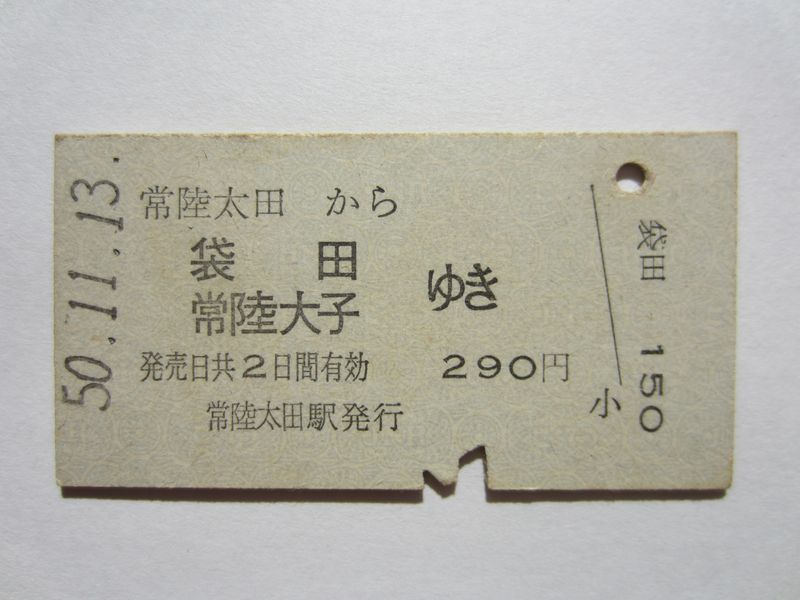 50.11.13.
常陸太田 から
袋田
常陸大子
ゆき
発売日共2日間有効 290円
常陸太田駅発行
小
袋田 150